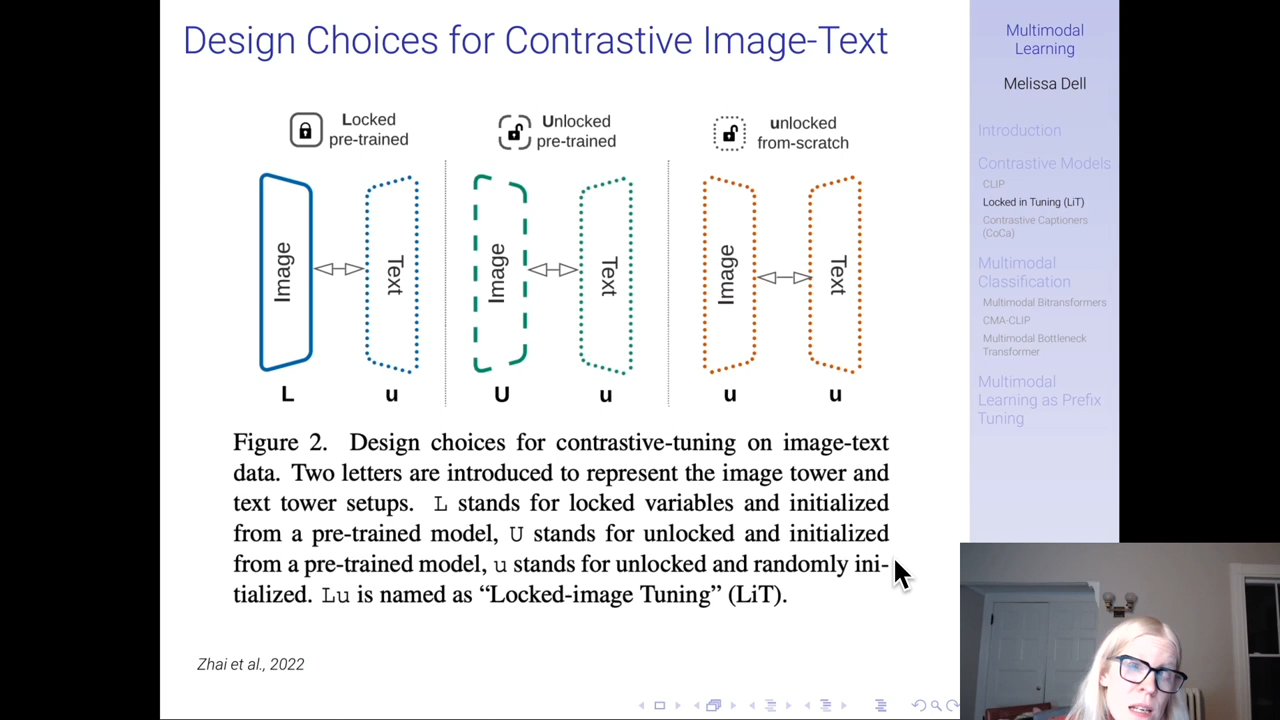 Design Choices for Contrastive Image-Text
Locked
pre-trained
Unlocked
pre-trained
unlocked
from-scratch
Image
Text
Image
Text
Image
Text
L
u
U
u
u
u
Figure 2. Design choices for contrastive-tuning on image-text
data. Two letters are introduced to represent the image tower and
text tower setups. L stands for locked variables and initialized
from a pre-trained model, U stands for unlocked and initialized
from a pre-trained model, u stands for unlocked and randomly ini-
tialized. Lu is named as “Locked-image Tuning” (LiT).
Zhai et al., 2022
Multimodal
Learning
Melissa Dell
Introduction
Contrastive Models
CLIP
Locked in Tuning (LiT)
Contrastive Captioners
(CoCa)
Multimodal
Classification
Multimodal Bitransformers
CMA-CLIP
Multimodal Bottleneck
Transformer
Multimodal
Learning as Prefix
Tuning